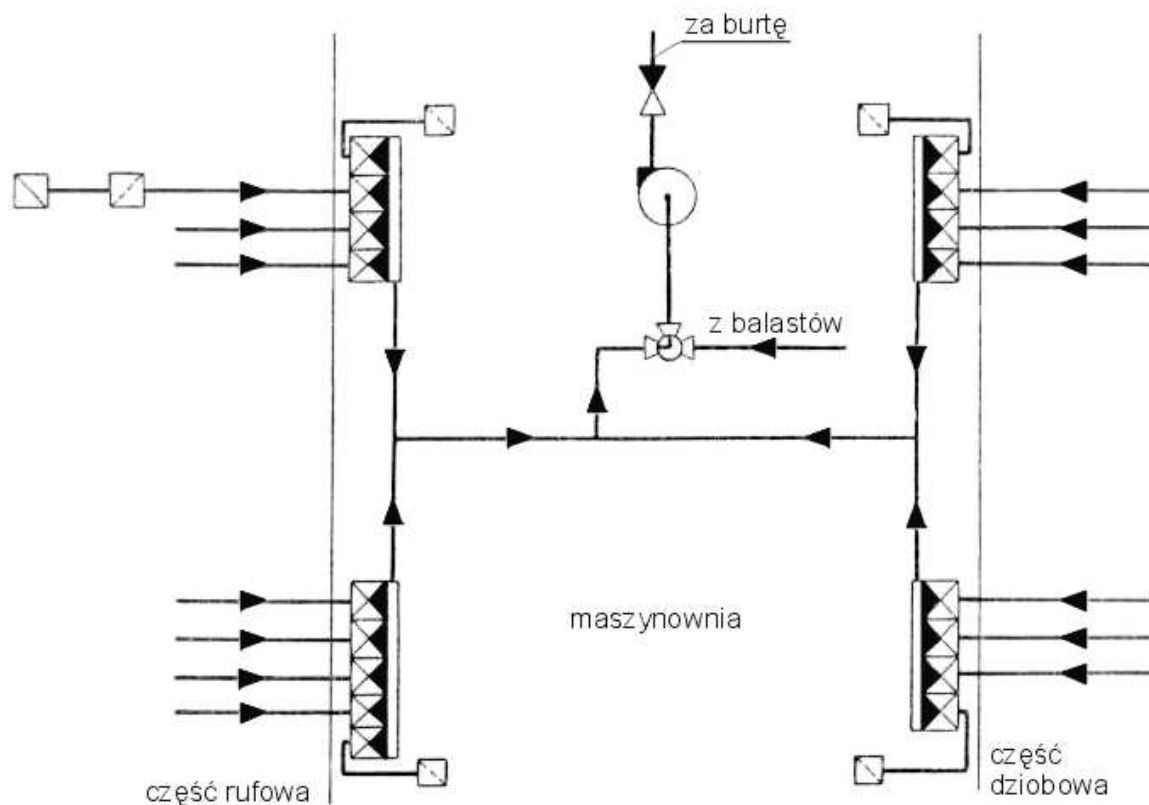 za burtę
z balastów
maszynownia
część rufowa
część
dziobowa